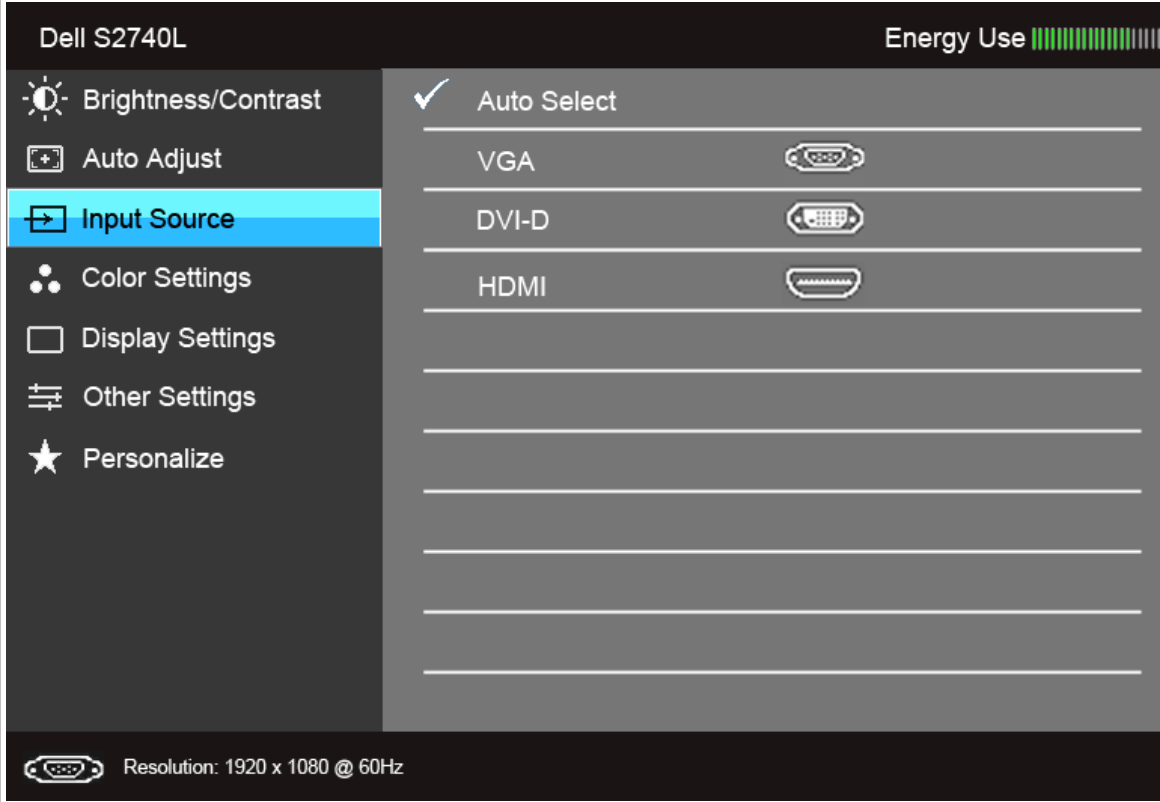 Dell S2740L
Energy Use
Brightness/Contrast
Auto Adjust
Input Source
Color Settings
Display Settings
Other Settings
Personalize
Auto Select
VGA
DVI-D
HDMI
Resolution: 1920 x 1080 @ 60Hz